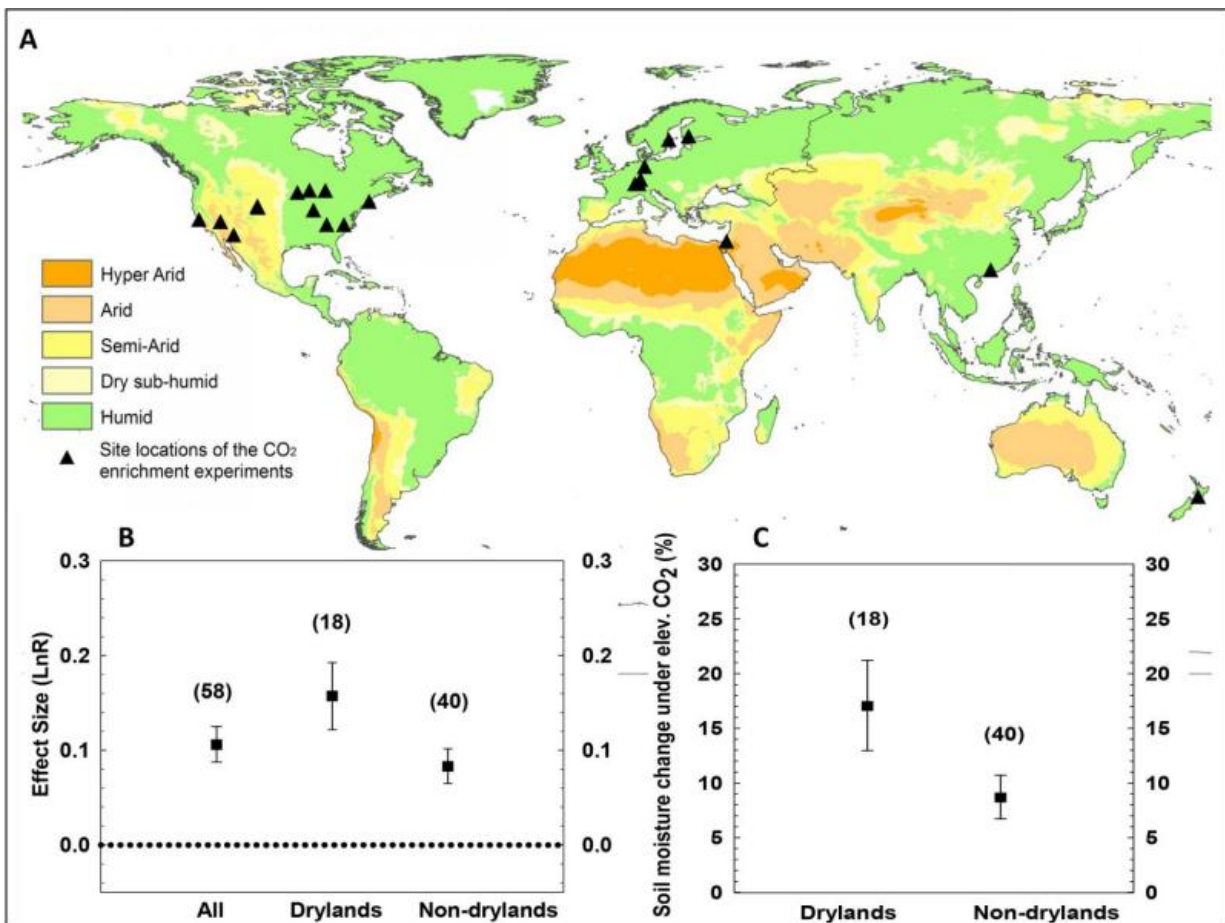 A
Hyper Arid
Arid
Semi-Arid
Dry sub-humid
Humid
Site locations of the CO₂
enrichment experiments
B
Effect Size (LnR)
0.3
0.2
0.1
0.0
(58)
(18)
(40)
0.3
0.2
0.1
0.0
All
Drylands
Non-drylands
C
Soil moisture change under elev. CO₂ (%)
30
25
20
15
10
5
0
(18)
(40)
30
25
20
15
10
5
0
Drylands
Non-drylands